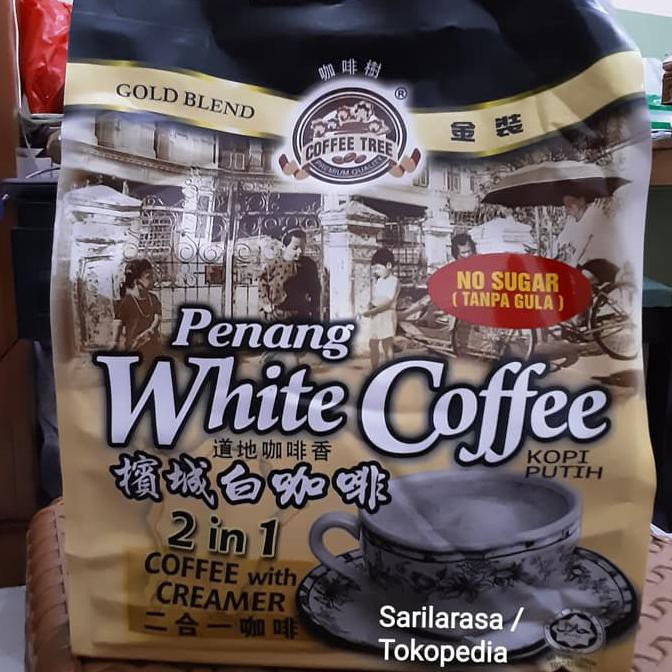 咖啡樹
GOLD BLEND
®
金裝
COFFEE TREE
PREMIUM QUALITY
NO SUGAR
( TANPA GULA )
Penang
White Coffee
道地咖啡香
KOPI
PUTIH
檳城白咖啡
2 in 1
COFFEE with
CREAMER
二合一咖啡
Sarilarasa /
Tokopedia